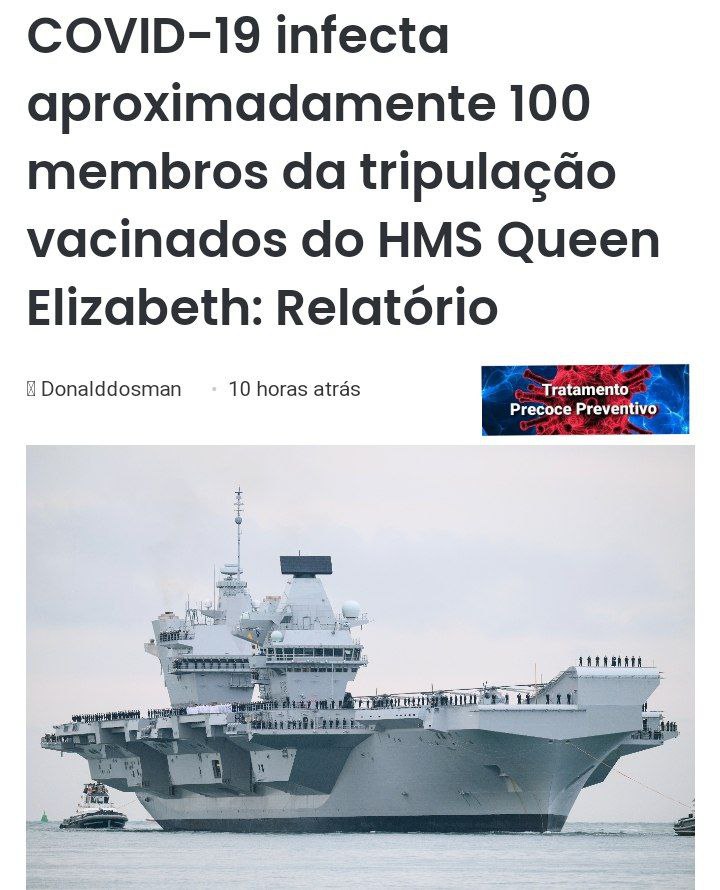 COVID-19 infecta
aproximadamente 100
membros da tripulação
vacinados do HMS Queen
Elizabeth: Relatório
Donalddosman • 10 horas atrás
Tratamento
Precoce Preventivo